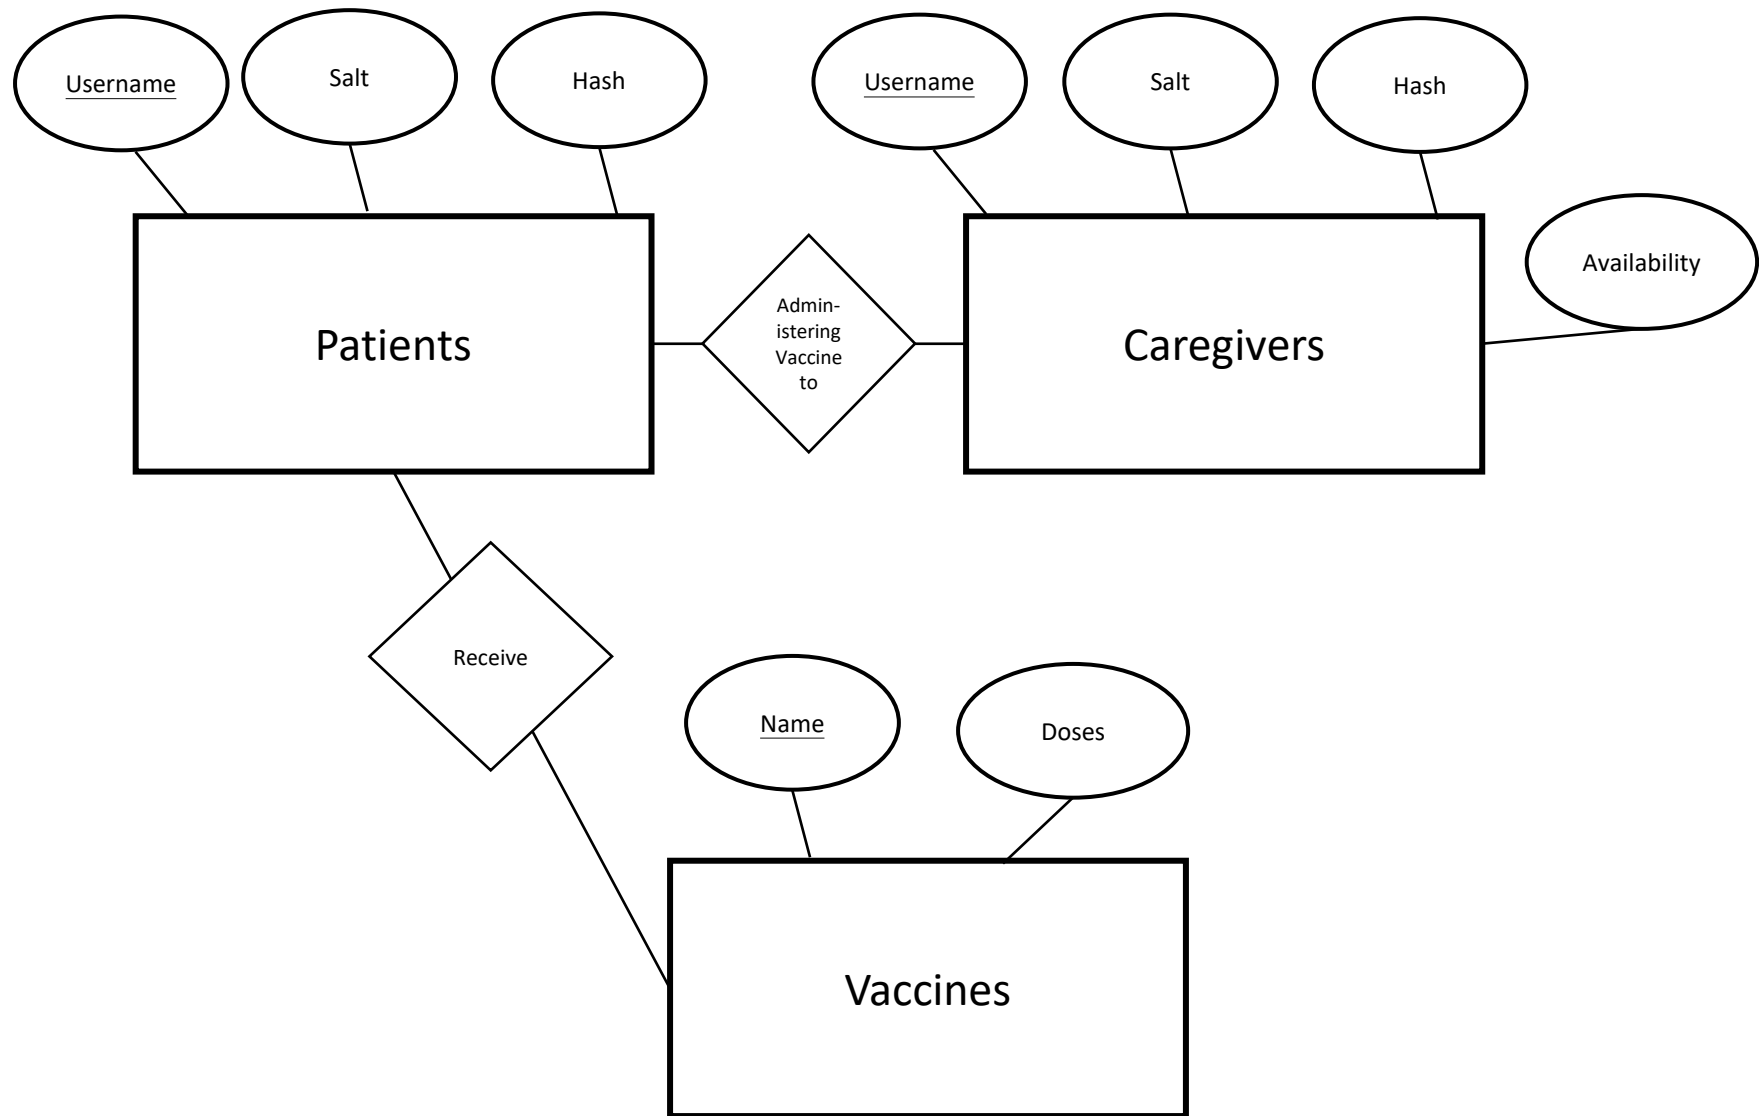 Username
Salt
Hash
Username
Salt
Hash
Availability
Patients
Admin-
istering
Vaccine
to
Caregivers
Receive
Name
Doses
Vaccines